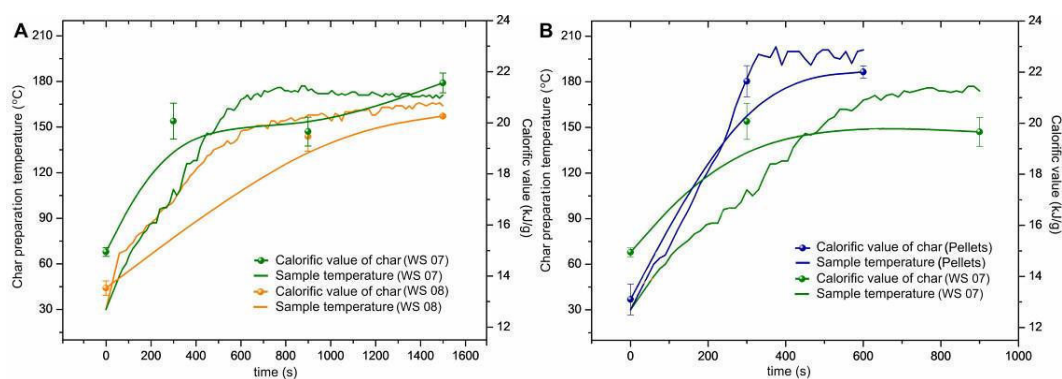 A
Char preparation temperature (°C)
210
180
150
120
90
60
30
24
22
20
18
16
14
12
Calorific value (kJ/g)
Calorific value of char (WS 07)
Sample temperature (WS 07)
Calorific value of char (WS 08)
Sample temperature (WS 08)
0 200 400 600 800 1000 1200 1400 1600
time (s)
B
Char preparation temperature (°C)
210
180
150
120
90
60
30
24
22
20
18
16
14
12
Calorific value (kJ/g)
Calorific value of char (Pellets)
Sample temperature (Pellets)
Calorific value of char (WS 07)
Sample temperature (WS 07)
0 200 400 600 800 1000
time (s)